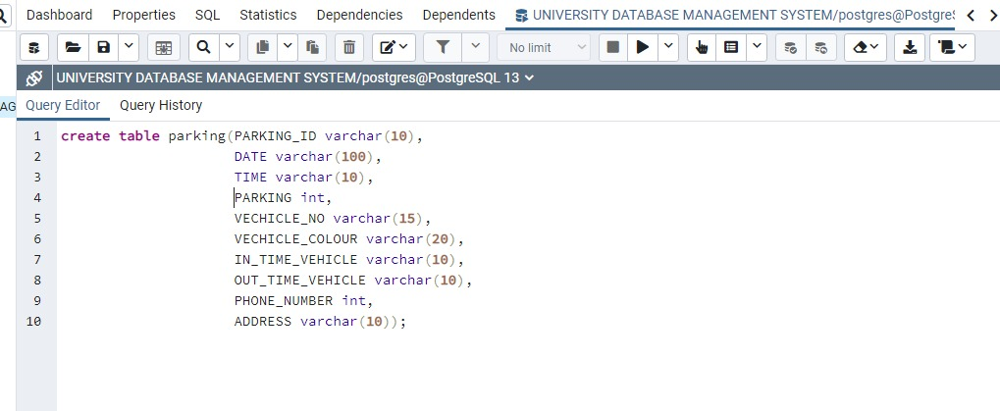 Dashboard Properties SQL Statistics Dependencies Dependents UNIVERSITY DATABASE MANAGEMENT SYSTEM/postgres@PostgreS
No limit
UNIVERSITY DATABASE MANAGEMENT SYSTEM/postgres@PostgreSQL 13
AG Query Editor Query History
1 create table parking(PARKING_ID varchar(10),
2 DATE varchar(100),
3 TIME varchar(10),
4 PARKING int,
5 VECHICLE_NO varchar(15),
6 VECHICLE_COLOUR varchar(20),
7 IN_TIME_VEHICLE varchar(10),
8 OUT_TIME_VEHICLE varchar(10),
9 PHONE_NUMBER int,
10 ADDRESS varchar(10));